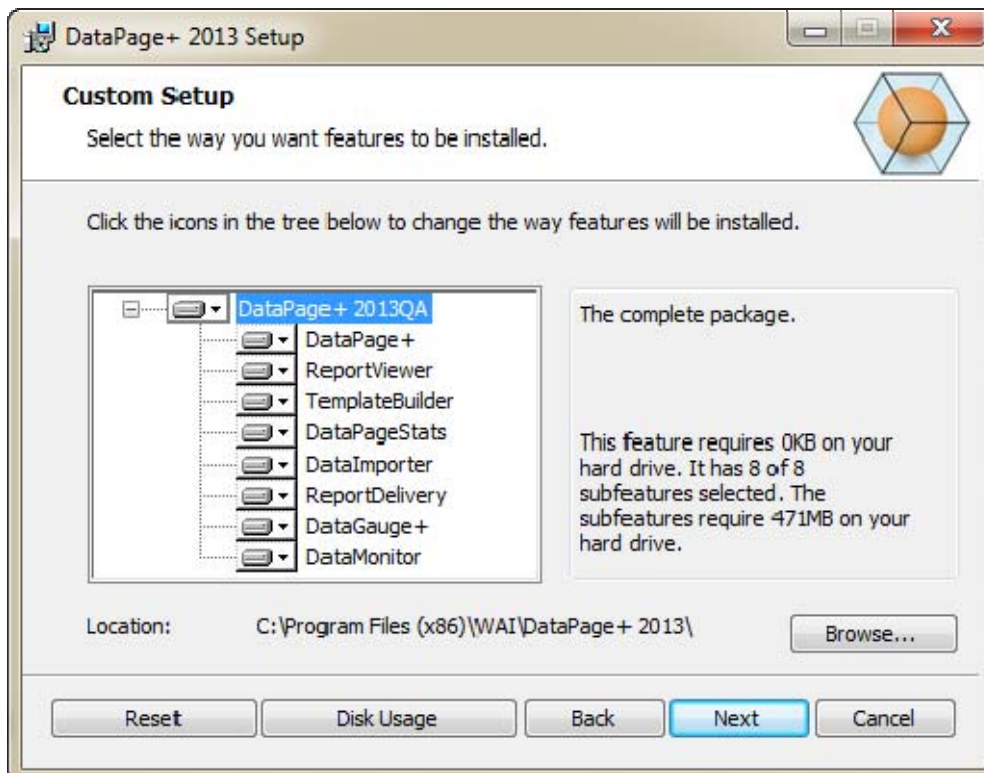 DataPage+ 2013 Setup
Custom Setup
Select the way you want features to be installed.
Click the icons in the tree below to change the way features will be installed.
DataPage+ 2013QA
DataPage+
ReportViewer
TemplateBuilder
DataPageStats
DataImporter
ReportDelivery
DataGauge+
DataMonitor
The complete package.
This feature requires 0KB on your
hard drive. It has 8 of 8
subfeatures selected. The
subfeatures require 471MB on your
hard drive.
Location: C:\Program Files (x86)\WAI\DataPage+ 2013\
Browse...
Reset Disk Usage Back Next Cancel